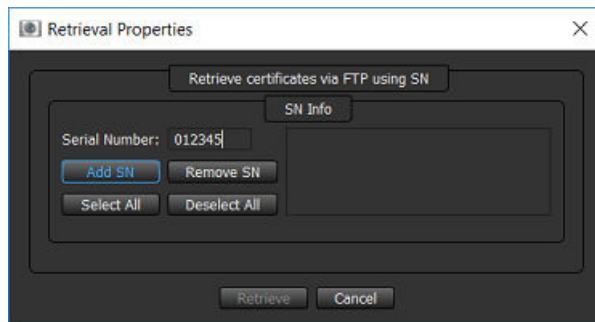 Retrieval Properties
Retrieve certificates via FTP using SN
SN Info
Serial Number: 012345
Add SN Remove SN
Select All Deselect All
Retrieve Cancel